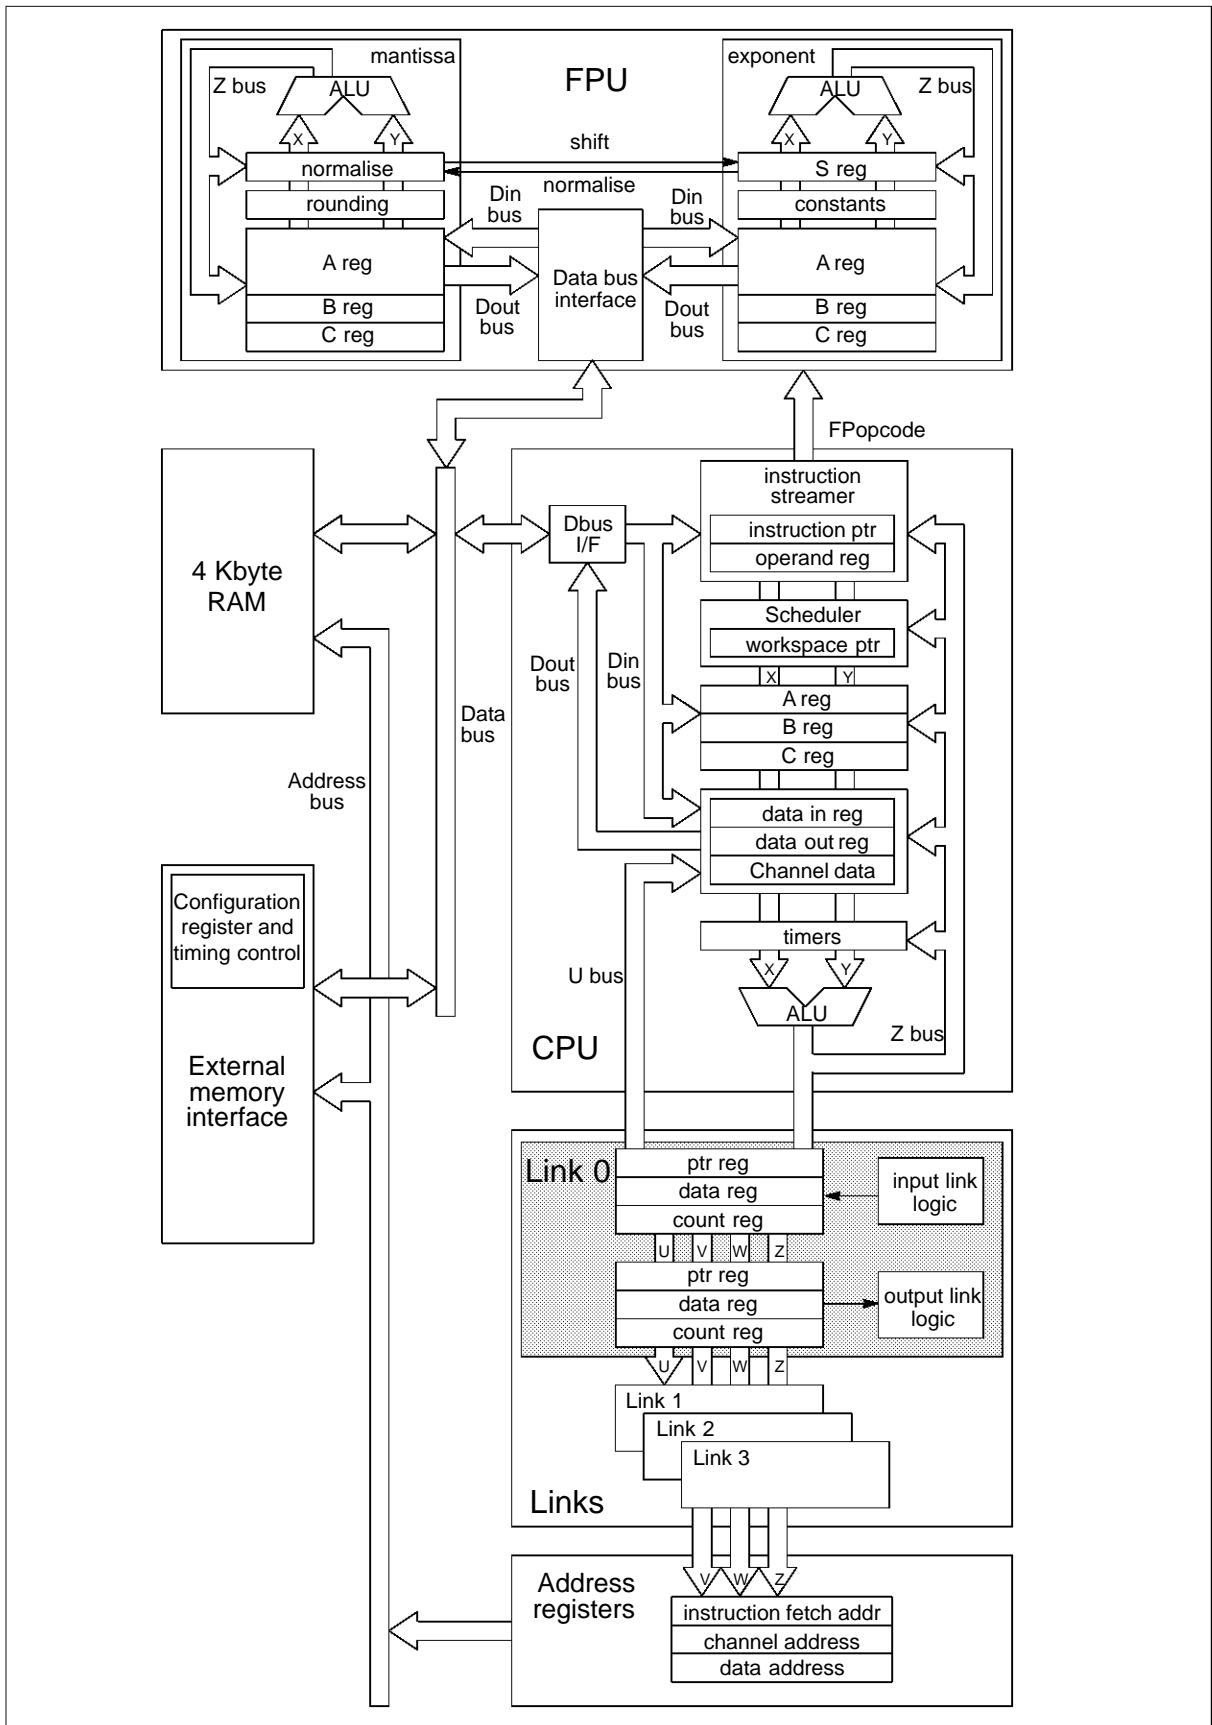 mantissa
exponent
FPU
Z bus
ALU
ALU
Z bus
X
Y
X
Y
shift
normalise
S reg
normalise
rounding
constants
Din
bus
Din
bus
A reg
A reg
Data bus
interface
Dout
bus
Dout
bus
B reg
B reg
C reg
C reg
FPopcode
4 Kbyte
RAM
Dbus
I/F
instruction
streamer
instruction ptr
operand reg
Scheduler
workspace ptr
Dout
bus
Din
bus
X
Y
A reg
B reg
C reg
Data
bus
Address
bus
data in reg
data out reg
Channel data
Configuration
register and
timing control
timers
U bus
X
Y
ALU
Z bus
CPU
External
memory
interface
Link 0
ptr reg
data reg
count reg
input link
logic
U
V
W
Z
ptr reg
data reg
count reg
output link
logic
U
V
W
Z
Link 1
Link 2
Link 3
Links
V
W
Z
Address
registers
instruction fetch addr
channel address
data address